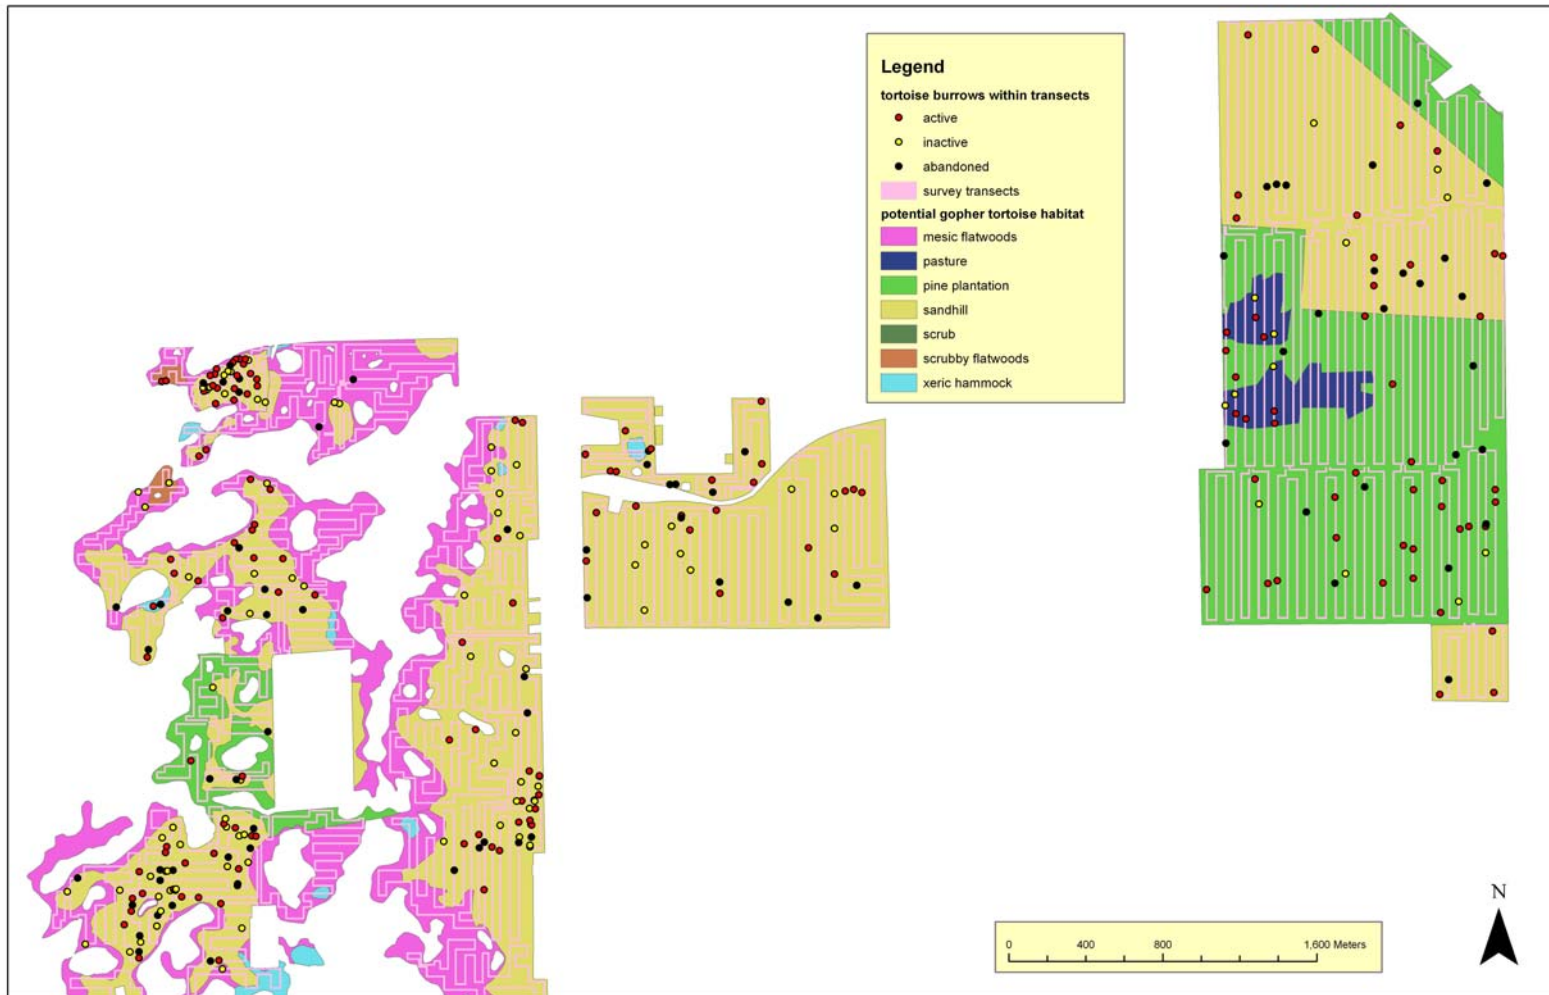 Legend
tortoise burrows within transects
active
inactive
abandoned
survey transects
potential gopher tortoise habitat
mesic flatwoods
pasture
pine plantation
sandhill
scrub
scrubby flatwoods
xeric hammock
N
0 400 800 1,600 Meters